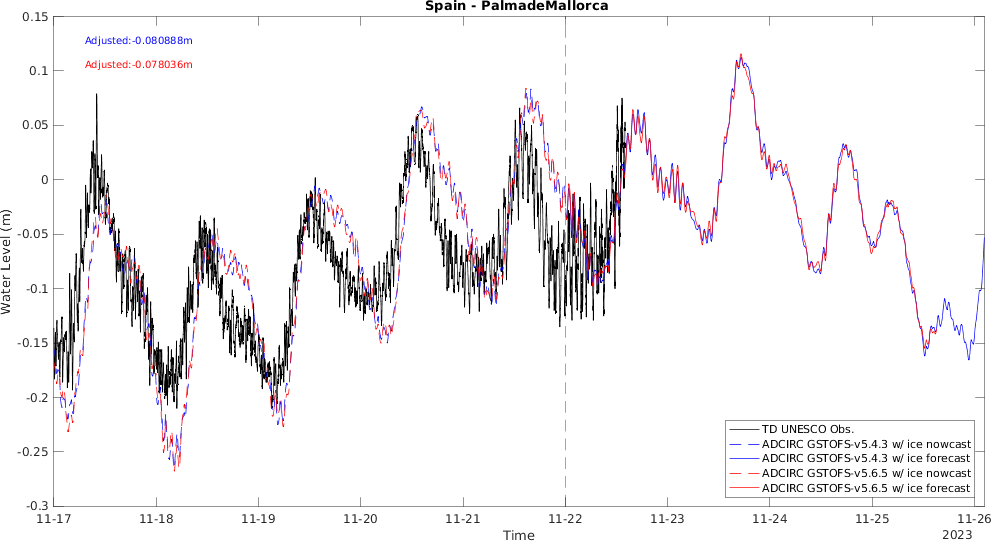 Spain - PalmadeMallorca
Adjusted:-0.080888m
Adjusted:-0.078036m
0.15
0.1
0.05
0
-0.05
-0.1
-0.15
-0.2
-0.25
-0.3
Water Level (m)
TD UNESCO Obs.
ADCIRC GSTOFS-v5.4.3 w/ ice nowcast
ADCIRC GSTOFS-v5.4.3 w/ ice forecast
ADCIRC GSTOFS-v5.6.5 w/ ice nowcast
ADCIRC GSTOFS-v5.6.5 w/ ice forecast
11-17 11-18 11-19 11-20 11-21 11-22 11-23 11-24 11-25 11-26
Time
2023